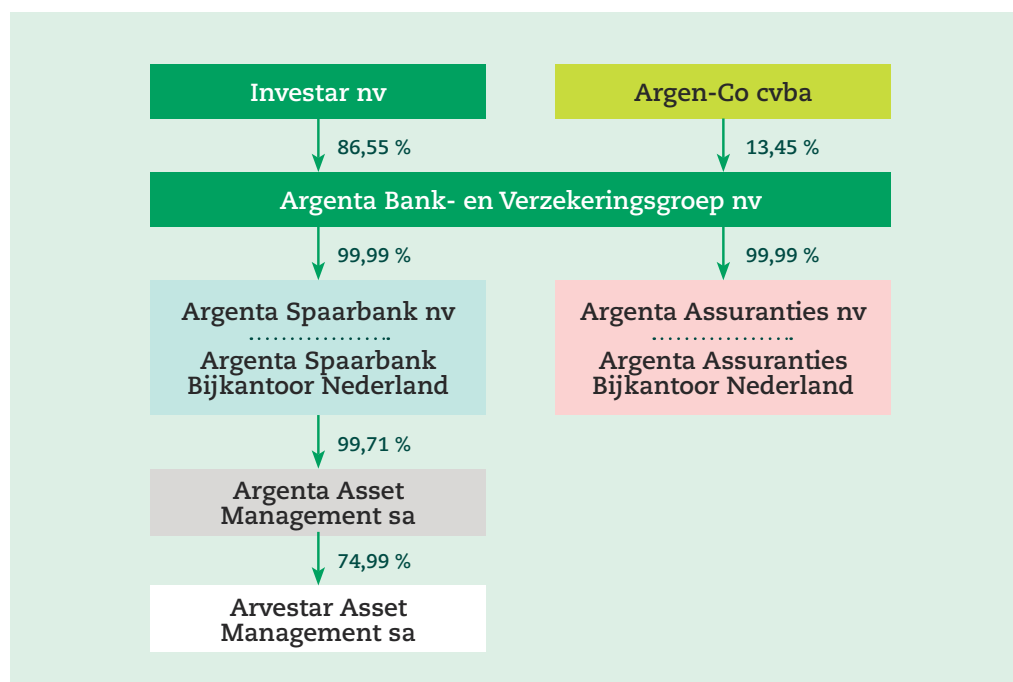 Investar nv
Argen-Co cvba
86,55 %
13,45 %
Argenta Bank- en Verzekeringsgroep nv
99,99 %
99,99 %
Argenta Spaarbank nv
Argenta Spaarbank
Bijkantoor Nederland
Argenta Assuranties nv
Argenta Assuranties
Bijkantoor Nederland
99,71 %
Argenta Asset
Management sa
74,99 %
Arvestar Asset
Management sa